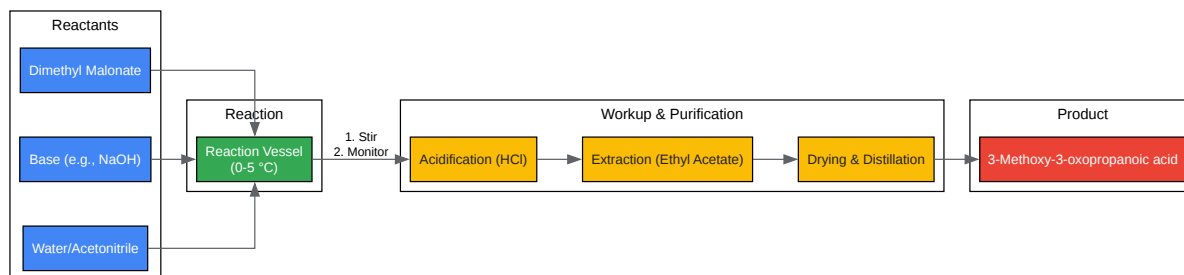 Reactants
Dimethyl Malonate
Base (e.g., NaOH)
Water/Acetonitrile
Reaction
Reaction Vessel
(0-5 °C)
1. Stir
2. Monitor
Workup & Purification
Acidification (HCl)
Extraction (Ethyl Acetate)
Drying & Distillation
Product
3-Methoxy-3-oxopropanoic acid